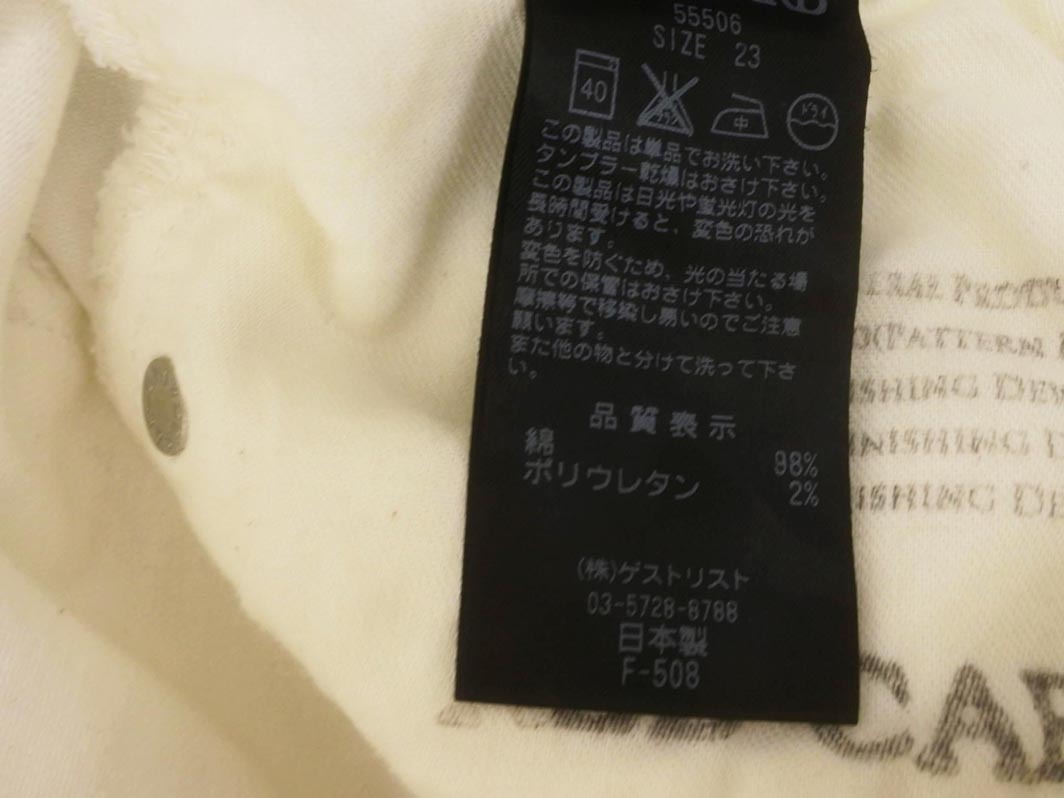 55506
SIZE 23
40
中
ドライ
この製品は単品でお洗い下さい。
タンブラー乾燥はおさけ下さい。
この製品は日光や蛍光灯の光を
長時間受けると、変色の恐れが
あります。
変色を防ぐため、光の当たる場
所での保管はおさけ下さい。
摩擦等で移染し易いのでご注意
願います。
また他の物と分けて洗って下さ
い。
品質表示
綿 98%
ポリウレタン 2%
(株)ゲストリスト
03-5728-8788
日本製
F-508
(PATTERN